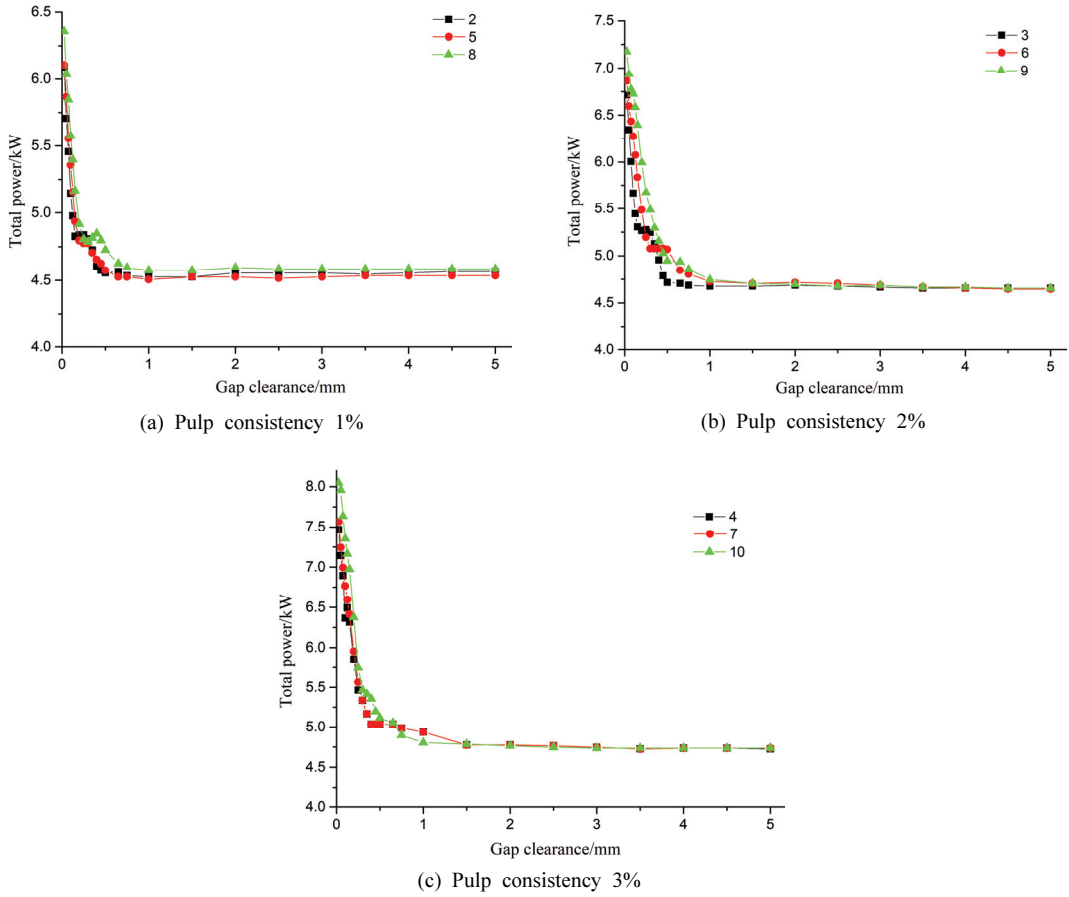 6.5
6.0
5.5
5.0
4.5
4.0
Total power/kW
0 1 2 3 4 5
Gap clearance/mm
2
5
8
(a) Pulp consistency 1%
7.5
7.0
6.5
6.0
5.5
5.0
4.5
4.0
Total power/kW
0 1 2 3 4 5
Gap clearance/mm
3
6
9
(b) Pulp consistency 2%
8.0
7.5
7.0
6.5
6.0
5.5
5.0
4.5
4.0
Total power/kW
0 1 2 3 4 5
Gap clearance/mm
4
7
10
(c) Pulp consistency 3%